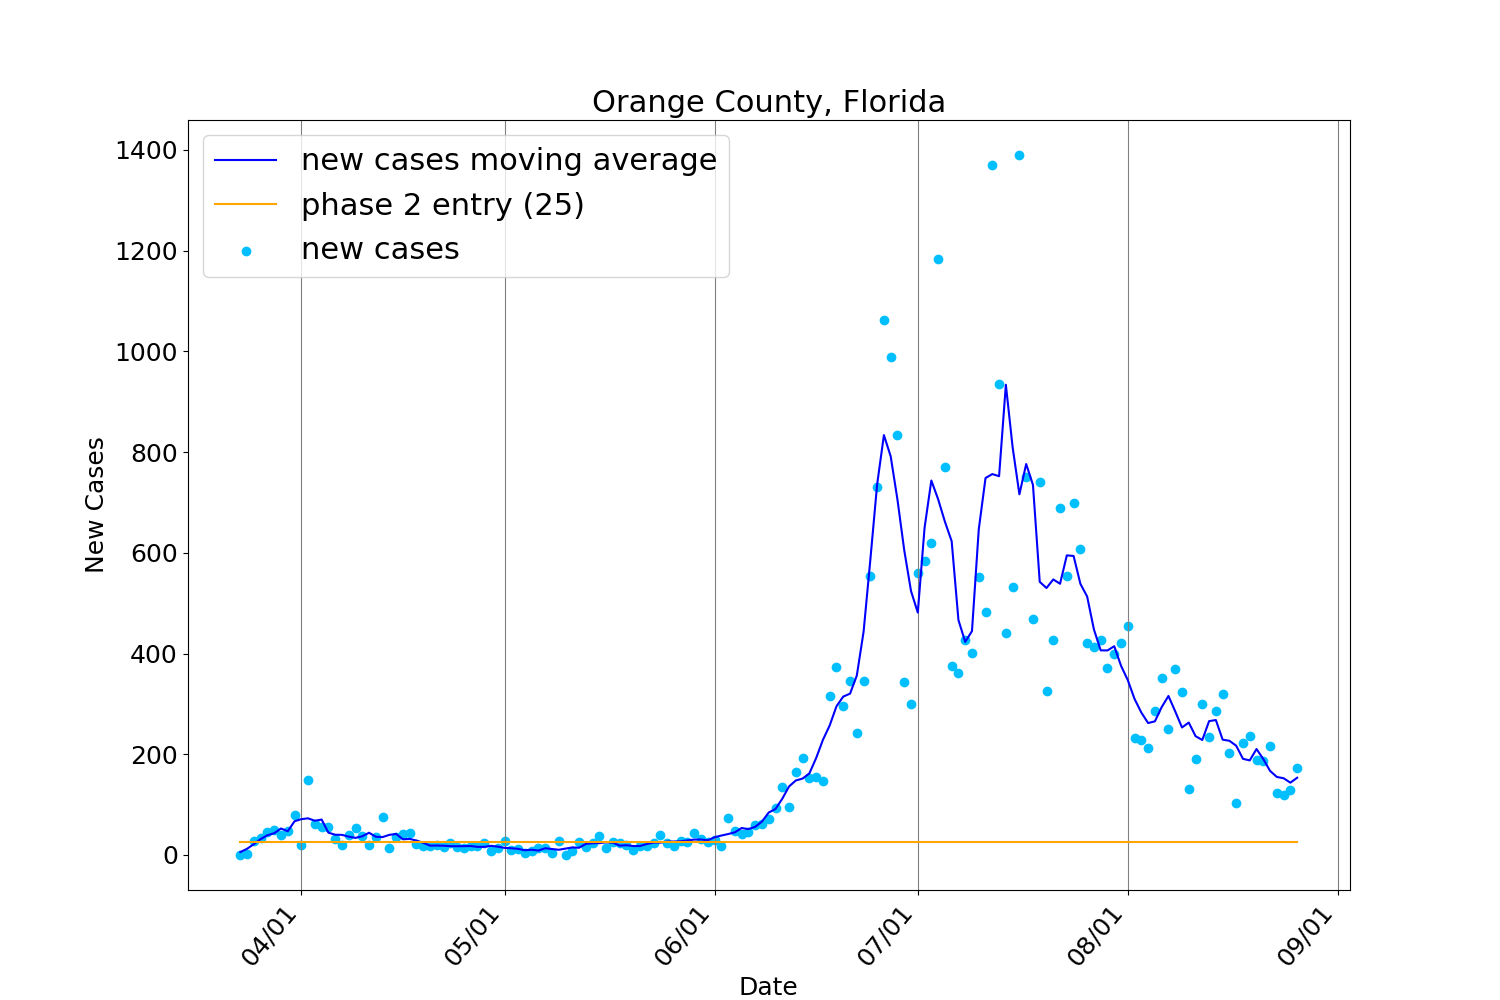 Orange County, Florida
new cases moving average
phase 2 entry (25)
new cases
1400
1200
1000
800
600
400
200
0
New Cases
04/01
05/01
06/01
07/01
08/01
09/01
Date